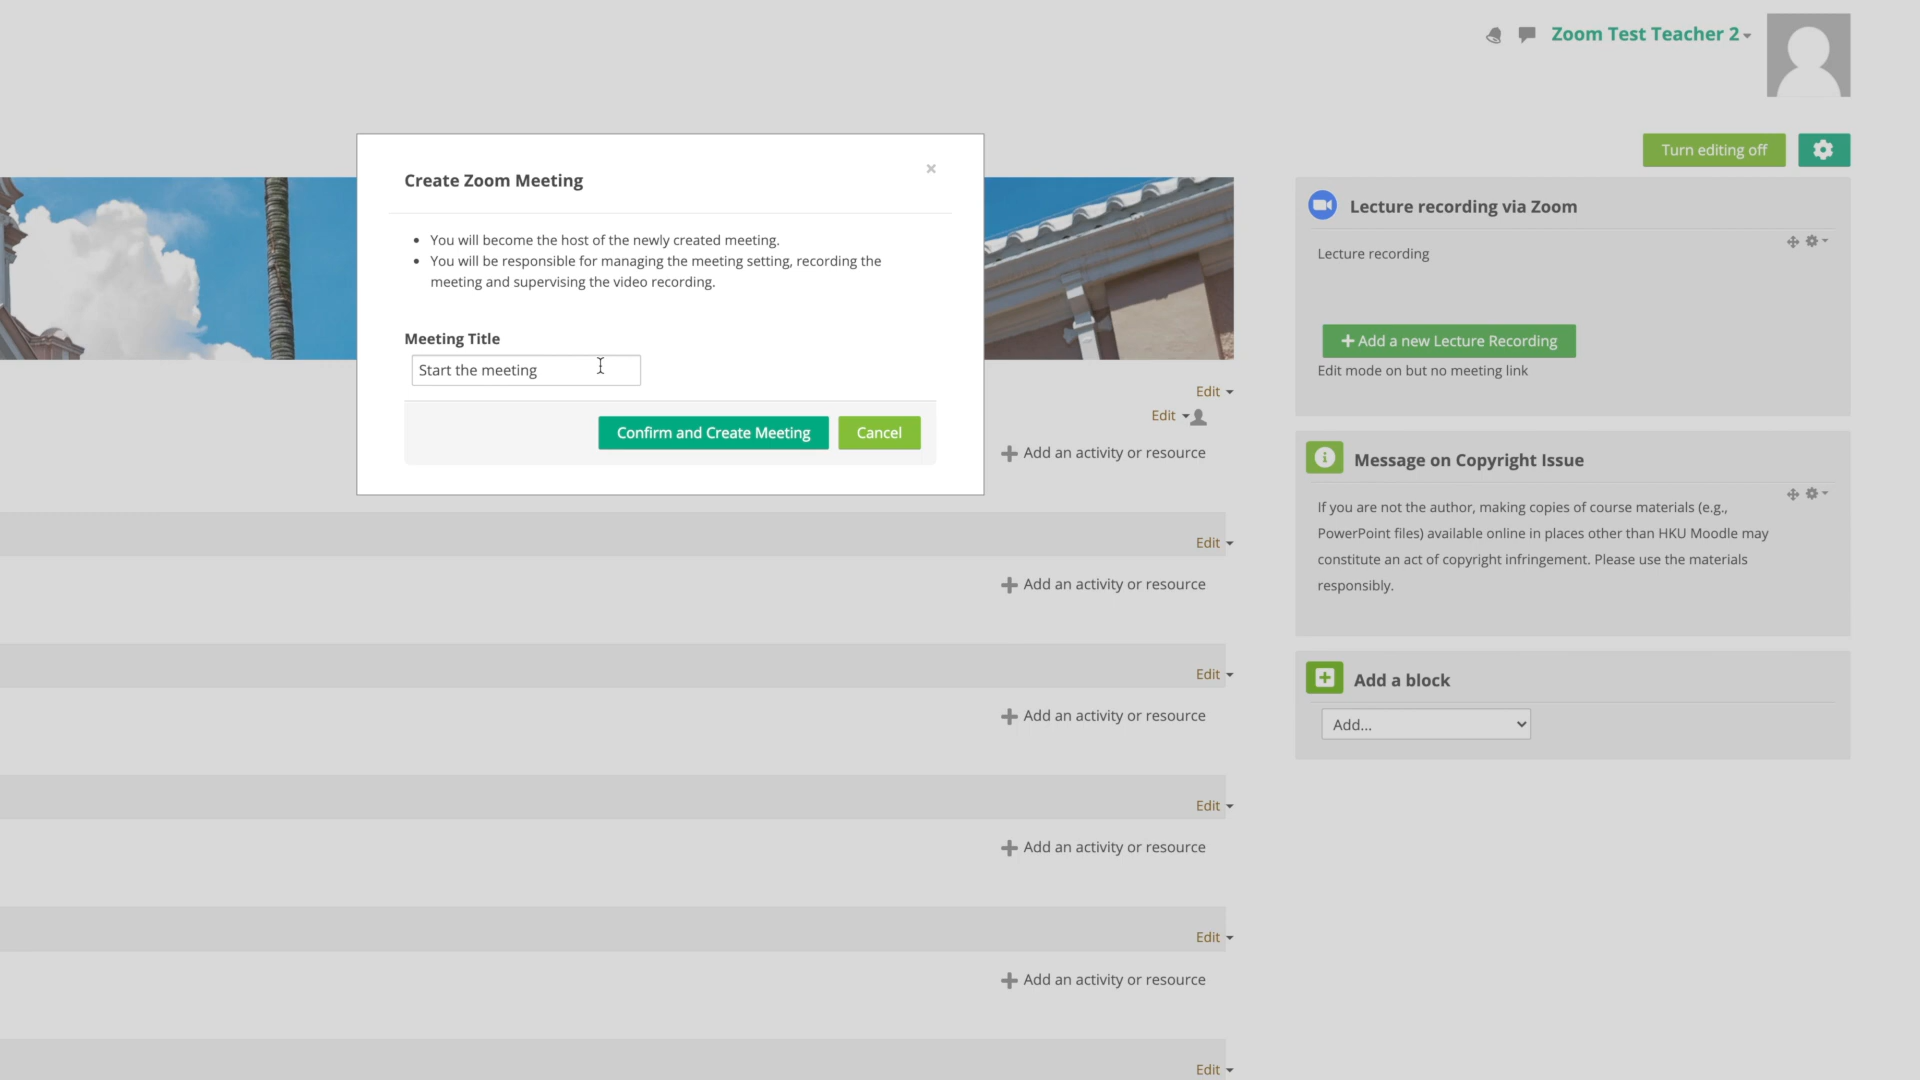 Zoom Test Teacher 2
Turn editing off
Create Zoom Meeting
×
You will become the host of the newly created meeting.
You will be responsible for managing the meeting setting, recording the
meeting and supervising the video recording.
Meeting Title
Start the meeting
Confirm and Create Meeting
Cancel
Edit
Edit
Add an activity or resource
Edit
Add an activity or resource
Edit
Add an activity or resource
Edit
Add an activity or resource
Edit
Add an activity or resource
Edit
Lecture recording via Zoom
Lecture recording
Add a new Lecture Recording
Edit mode on but no meeting link
Message on Copyright Issue
If you are not the author, making copies of course materials (e.g.,
PowerPoint files) available online in places other than HKU Moodle may
constitute an act of copyright infringement. Please use the materials
responsibly.
Add a block
Add...